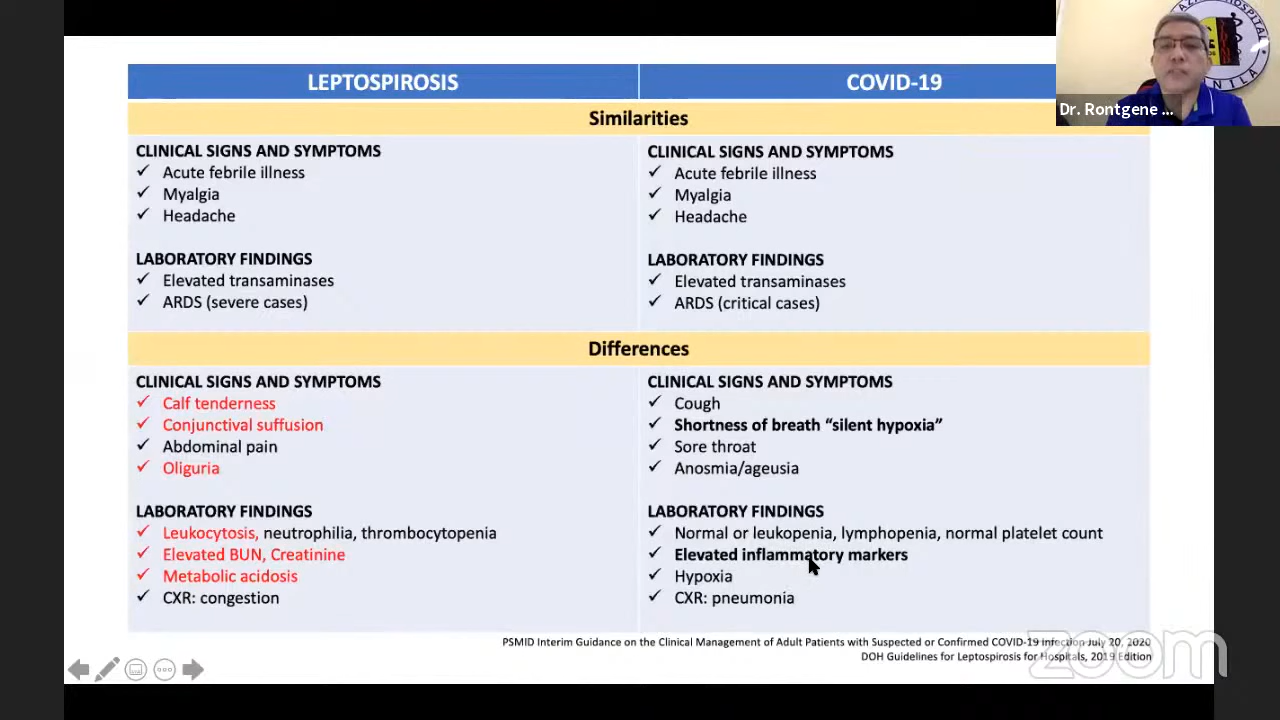 LEPTOSPIROSIS
COVID-19
Similarities
CLINICAL SIGNS AND SYMPTOMS
✓ Acute febrile illness
✓ Myalgia
✓ Headache
LABORATORY FINDINGS
✓ Elevated transaminases
✓ ARDS (severe cases)
CLINICAL SIGNS AND SYMPTOMS
✓ Acute febrile illness
✓ Myalgia
✓ Headache
LABORATORY FINDINGS
✓ Elevated transaminases
✓ ARDS (critical cases)
Differences
CLINICAL SIGNS AND SYMPTOMS
✓ Calf tenderness
✓ Conjunctival suffusion
✓ Abdominal pain
✓ Oliguria
LABORATORY FINDINGS
✓ Leukocytosis, neutrophilia, thrombocytopenia
✓ Elevated BUN, Creatinine
✓ Metabolic acidosis
✓ CXR: congestion
CLINICAL SIGNS AND SYMPTOMS
✓ Cough
✓ Shortness of breath “silent hypoxia”
✓ Sore throat
✓ Anosmia/ageusia
LABORATORY FINDINGS
✓ Normal or leukopenia, lymphopenia, normal platelet count
✓ Elevated inflammatory markers
✓ Hypoxia
✓ CXR: pneumonia
PSMID Interim Guidance on the Clinical Management of Adult Patients with Suspected or Confirmed COVID-19 Infection July 20, 2020
DOH Guidelines for Leptospirosis for Hospitals, 2019 Edition
Dr. Rontgene ...
HOSPITAL
zoom